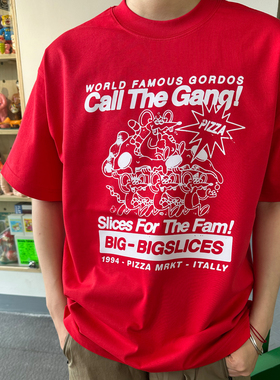 WORLD FAMOUS GORDOS
Call The Gang!
PIZZA
Slices For The Fam!
BIG-BIGSLICES
1994 - PIZZA MRKT - ITALLY